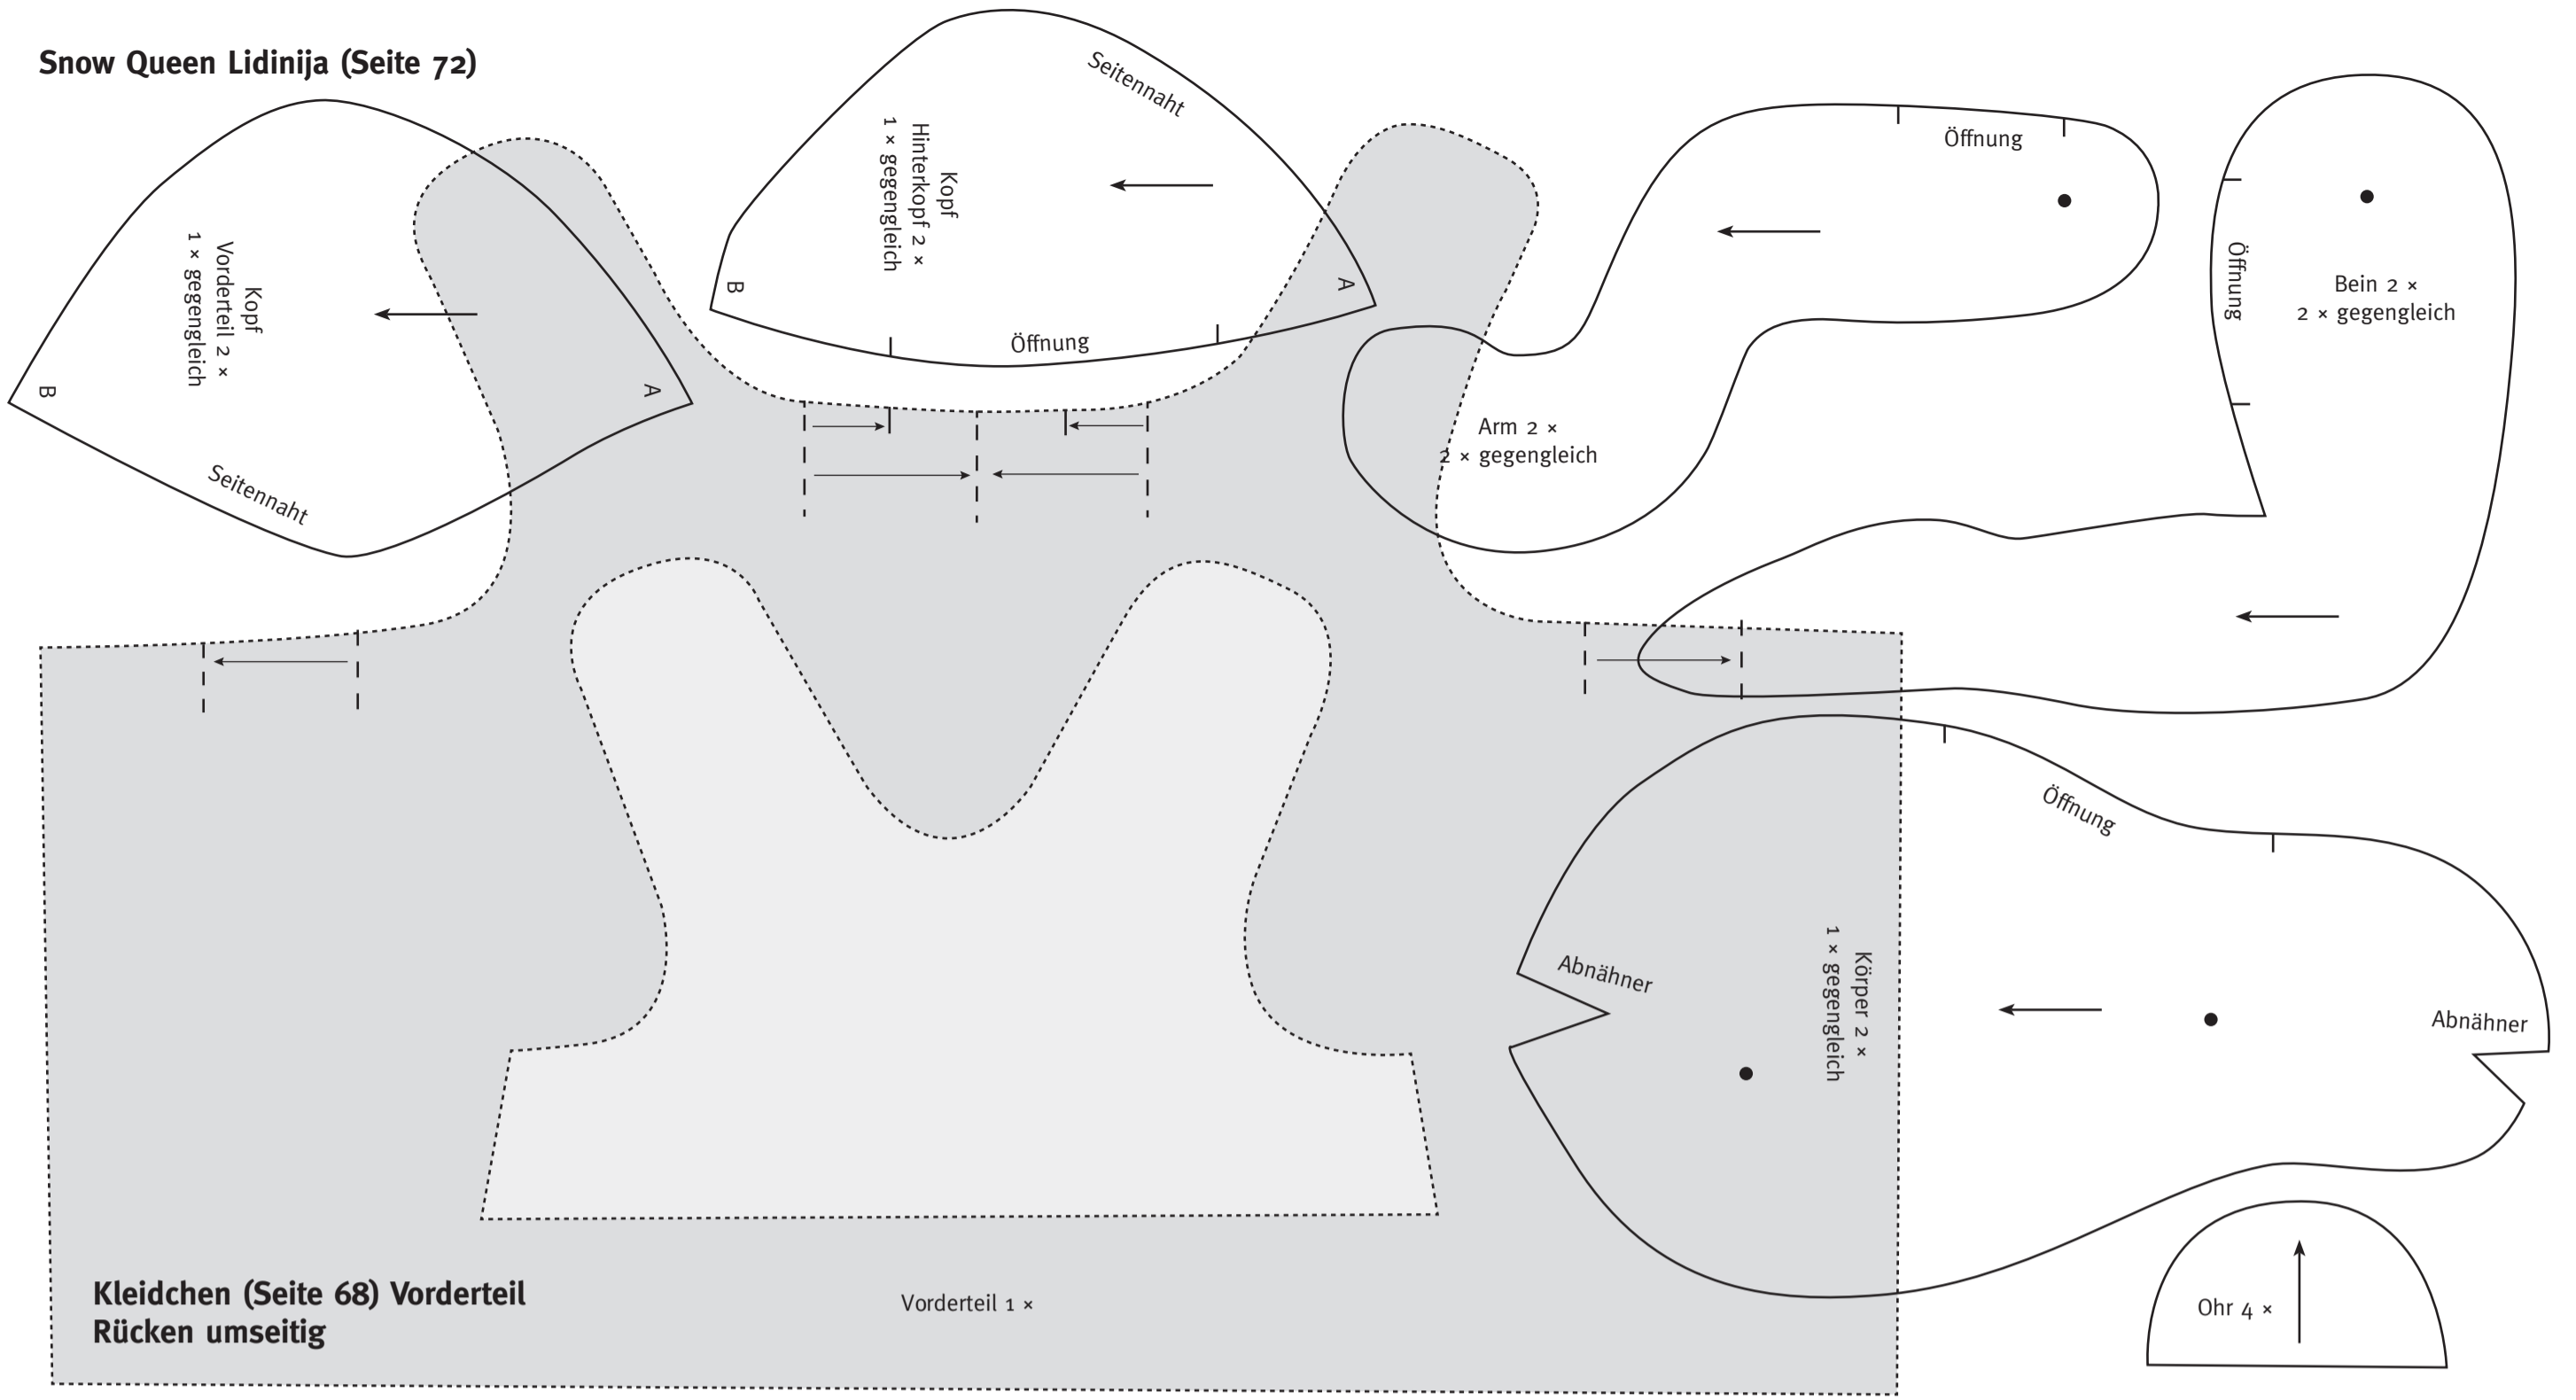 Snow Queen Lidinija (Seite 72)
Kopf
Vorderteil 2 ×
1 × gegengleich
B
A
Seitennaht
Seitennaht
Kopf
Hinterkopf 2 ×
1 × gegengleich
B
A
Öffnung
Öffnung
Arm 2 ×
2 × gegengleich
Öffnung
Bein 2 ×
2 × gegengleich
Öffnung
Abnähner
Körper 2 ×
1 × gegengleich
Abnähner
Kleidchen (Seite 68) Vorderteil
Rücken umseitig
Vorderteil 1 ×
Ohr 4 ×